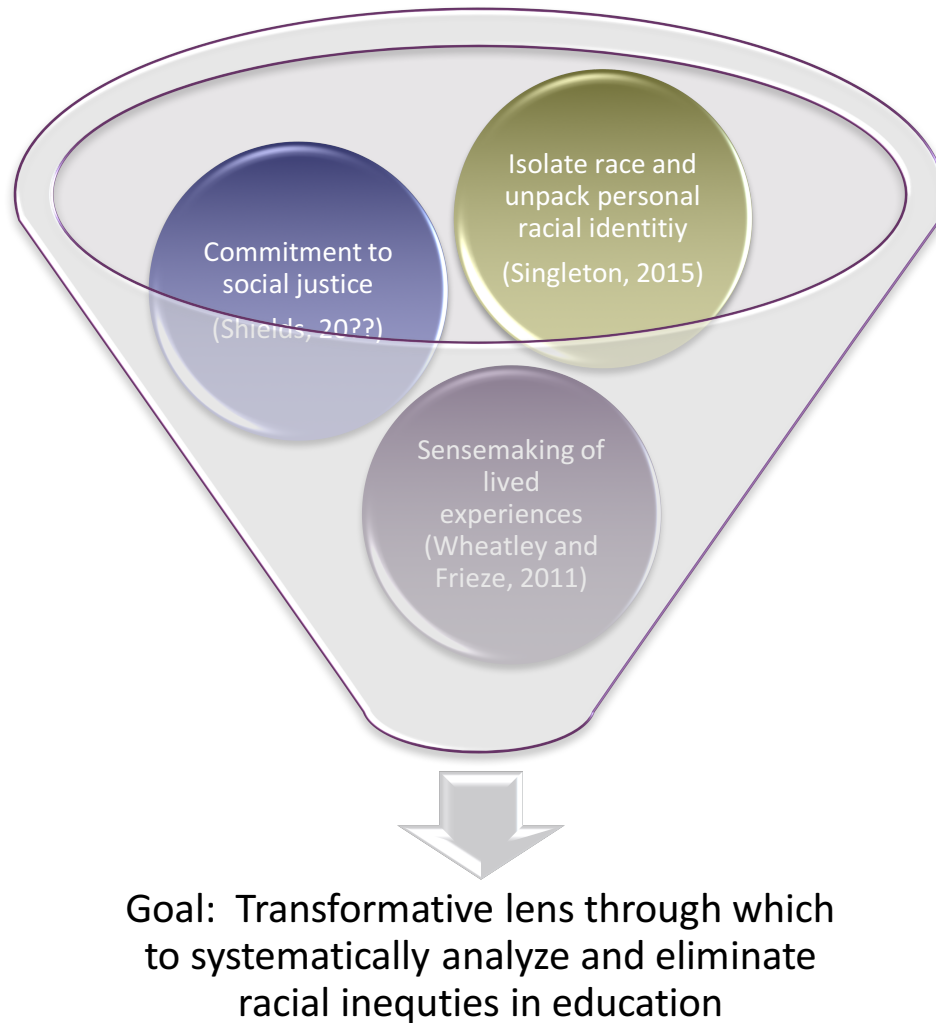 Commitment to
social justice
(Shields, 20??)
Isolate race and
unpack personal
racial identitiy
(Singleton, 2015)
Sensemaking of
lived
experiences
(Wheatley and
Frieze, 2011)
Goal:  Transformative lens through which
to systematically analyze and eliminate
racial inequties in education